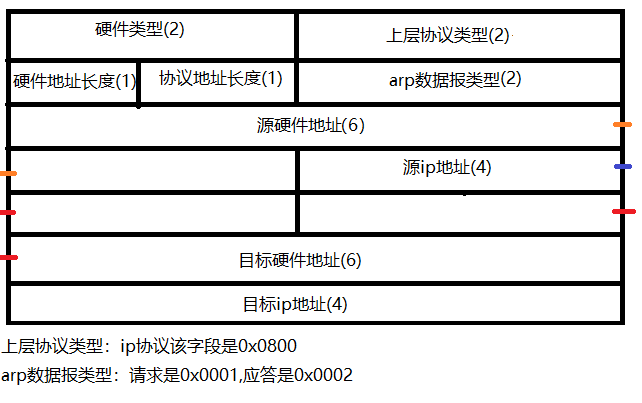 硬件类型(2)
上层协议类型(2)
硬件地址长度(1)
协议地址长度(1)
arp数据报类型(2)
源硬件地址(6)
源ip地址(4)
目标硬件地址(6)
目标ip地址(4)
上层协议类型：ip协议该字段是0x0800
arp数据报类型：请求是0x0001,应答是0x0002